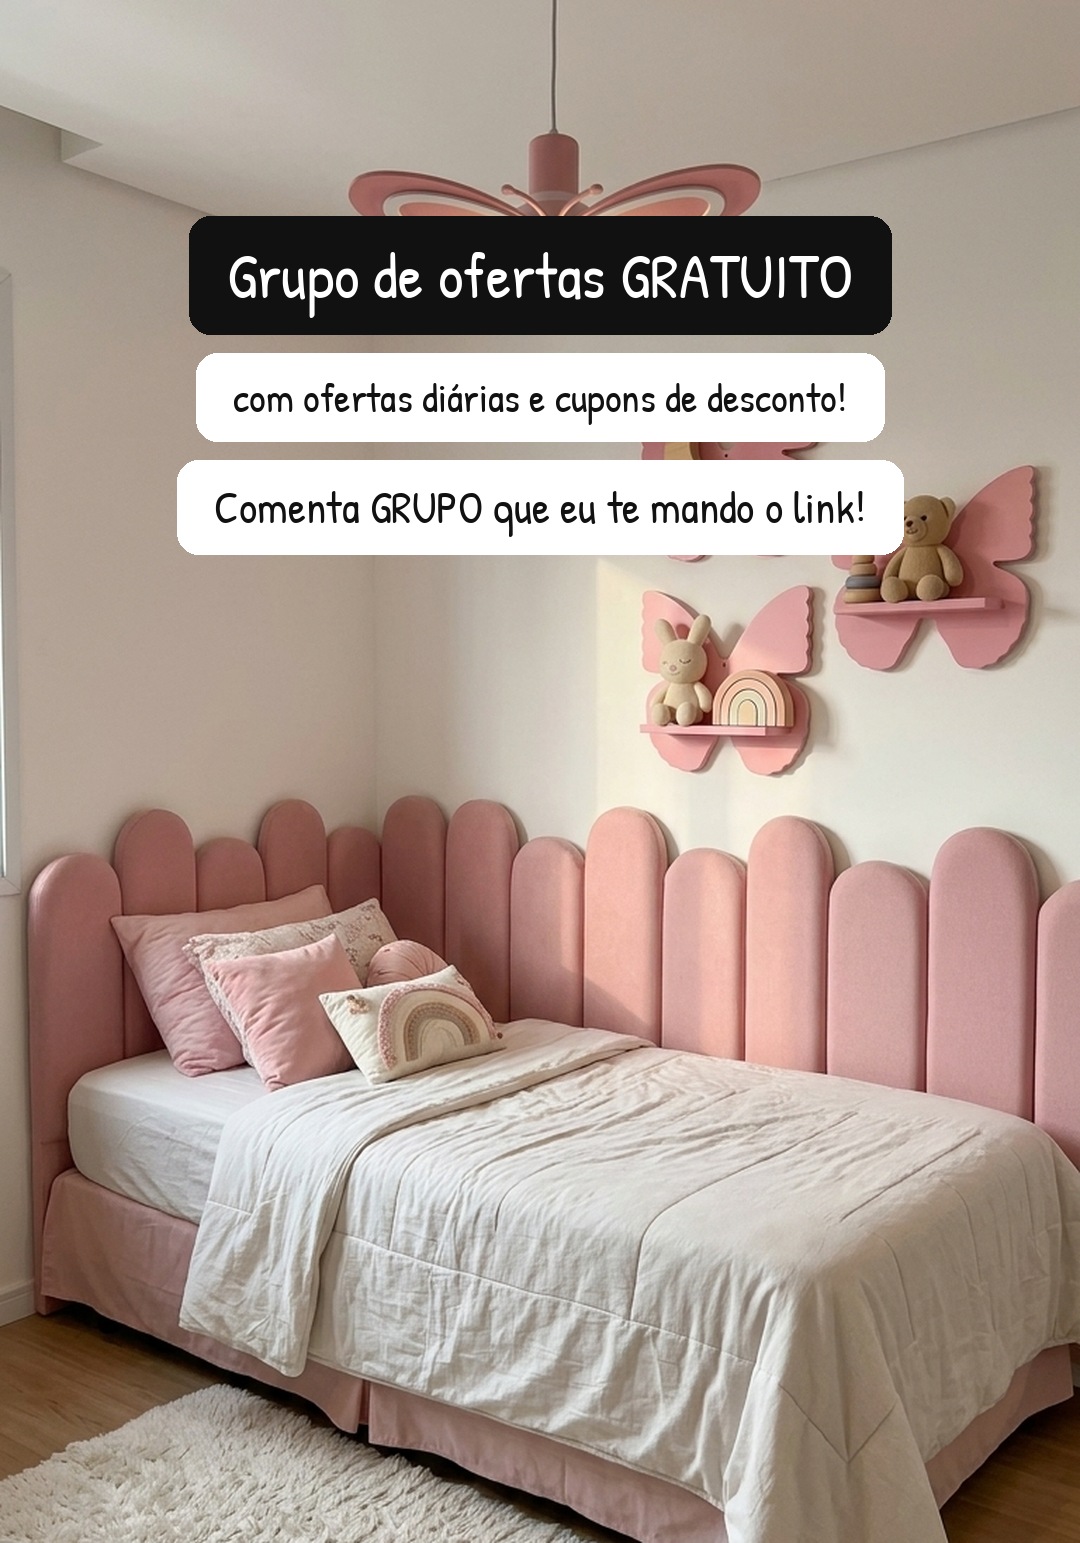 Grupo de ofertas GRATUITO
com ofertas diárias e cupons de desconto!
Comenta GRUPO que eu te mando o link!